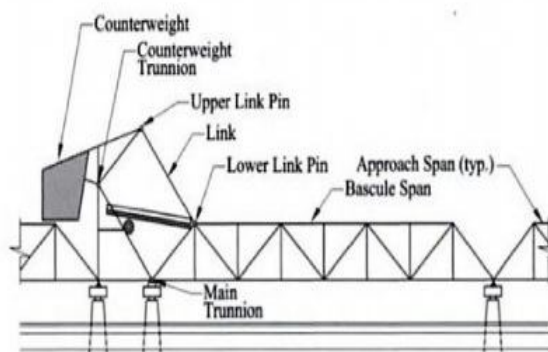 Counterweight
Counterweight
Trunnion
Upper Link Pin
Link
Lower Link Pin
Approach Span (typ.)
Bascule Span
Main
Trunnion